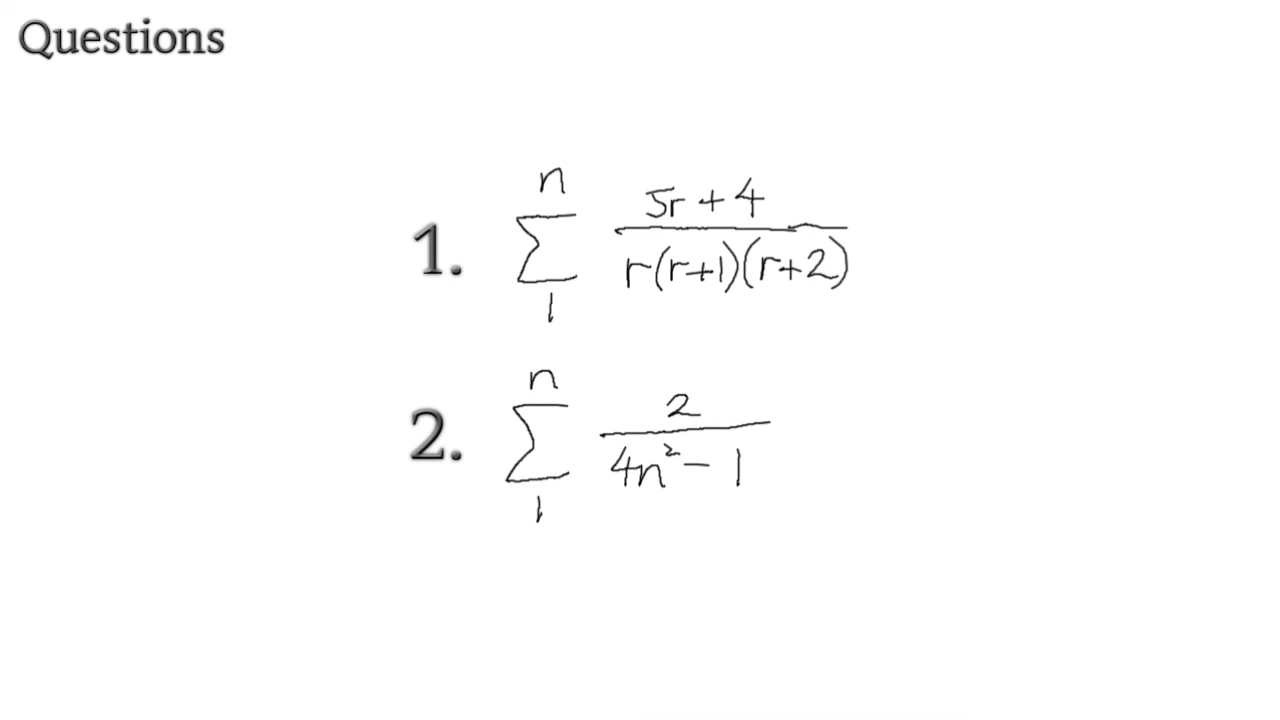 Questions
1. n ∑ 1 (5r + 4) / (r(r+1)(r+2))
2. n ∑ 1 2 / (4n² − 1)